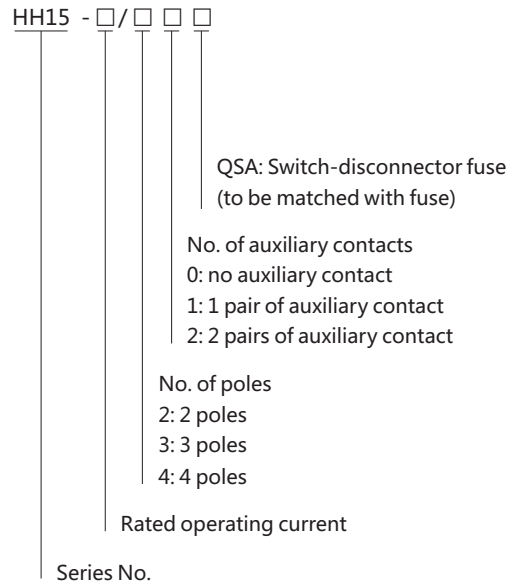 HH15 - □ / □ □ □
QSA: Switch-disconnector fuse
(to be matched with fuse)
No. of auxiliary contacts
0: no auxiliary contact
1: 1 pair of auxiliary contact
2: 2 pairs of auxiliary contact
No. of poles
2: 2 poles
3: 3 poles
4: 4 poles
Rated operating current
Series No.